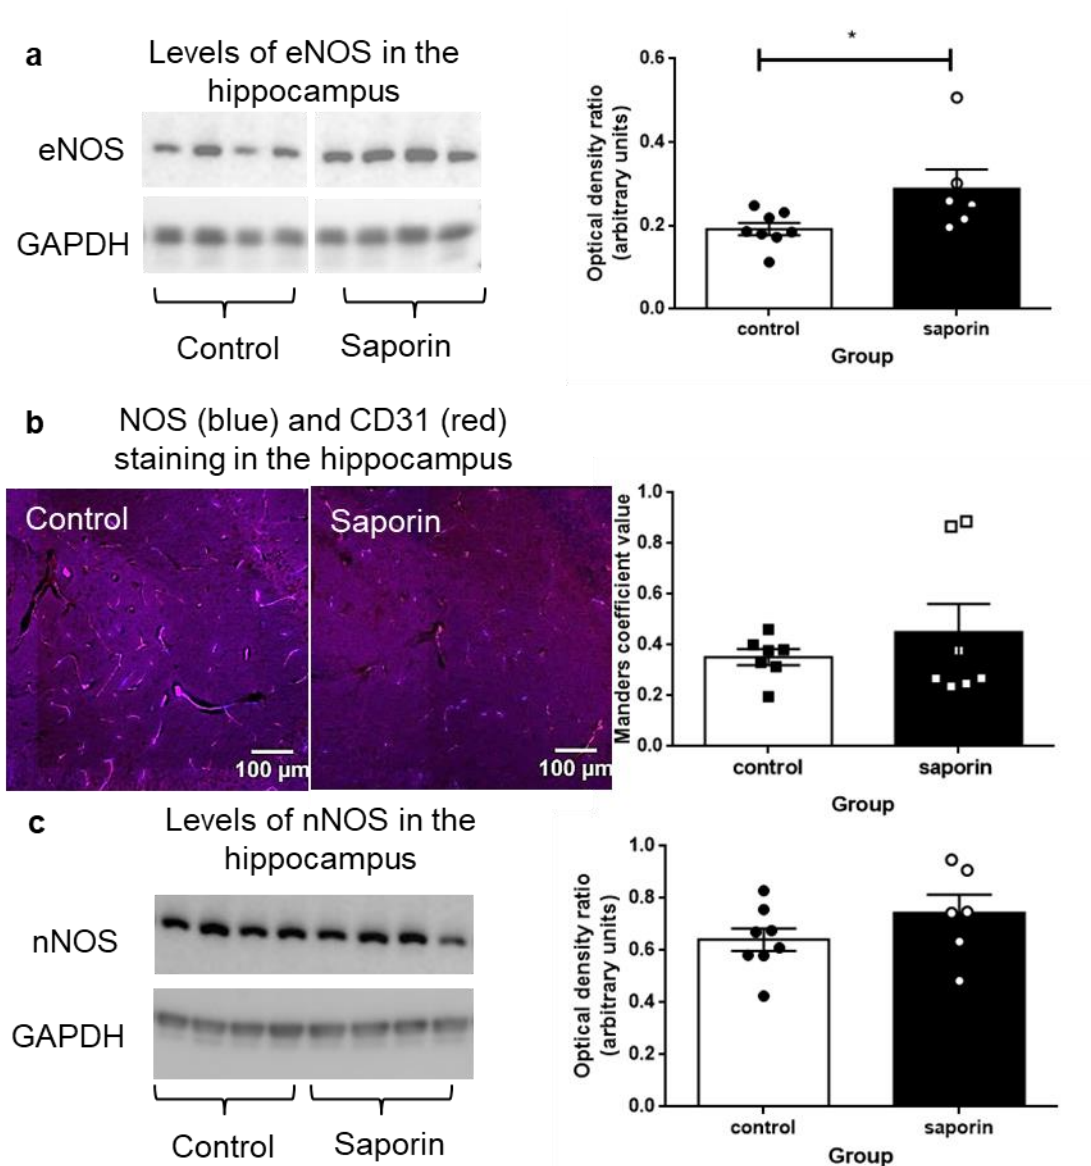 a
Levels of eNOS in the
hippocampus
eNOS
GAPDH
Control
Saporin
*
Optical density ratio
(arbitrary units)
0.6
0.4
0.2
0.0
control
saporin
Group
b
NOS (blue) and CD31 (red)
staining in the hippocampus
Control
100 µm
Saporin
100 µm
Manders coefficient value
1.0
0.8
0.6
0.4
0.2
0.0
control
saporin
Group
c
Levels of nNOS in the
hippocampus
nNOS
GAPDH
Control
Saporin
Optical density ratio
(arbitrary units)
1.0
0.8
0.6
0.4
0.2
0.0
control
saporin
Group